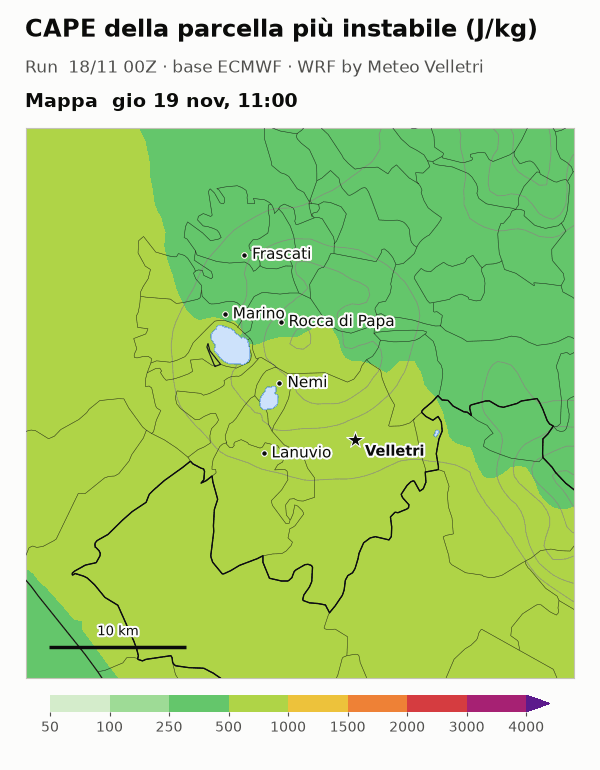 CAPE della parcella più instabile (J/kg)
Run  18/11 00Z · base ECMWF · WRF by Meteo Velletri
Mappa  gio 19 nov, 11:00
Frascati
Marino
Rocca di Papa
Nemi
Velletri
Lanuvio
10 km
50 100 250 500 1000 1500 2000 3000 4000